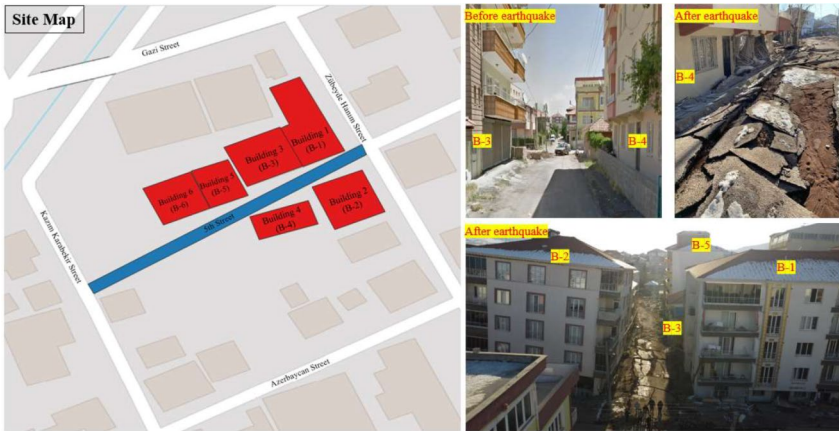 Site Map
Gazi Street
Zübeyde Hanım Street
Building 1
(B-1)
Building 3
(B-3)
Building 5
(B-5)
Building 6
(B-6)
Building 2
(B-2)
Building 4
(B-4)
5th Street
Kazım Karabekir Street
Azerbaycan Street
Before earthquake
B-3
B-4
After earthquake
B-4
After earthquake
B-2
B-5
B-1
B-3